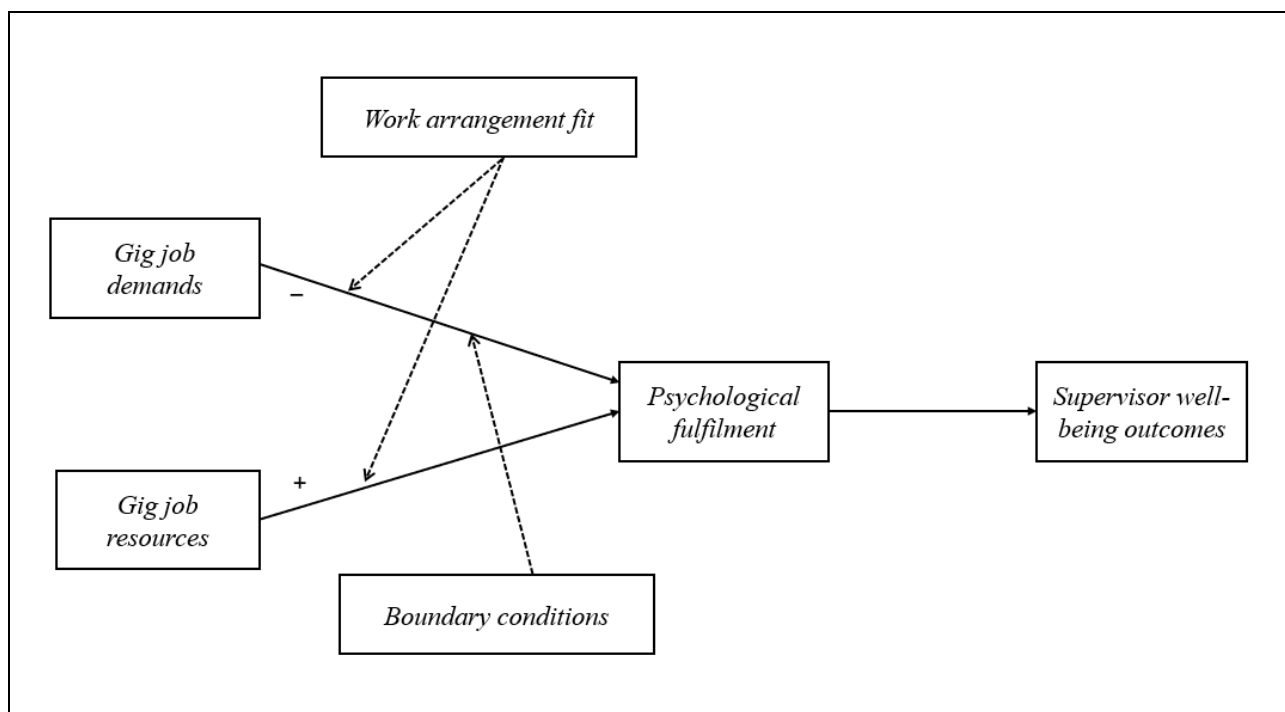 Work arrangement fit
Gig job
demands
–
Psychological
fulfilment
Supervisor well-
being outcomes
+
Gig job
resources
Boundary conditions